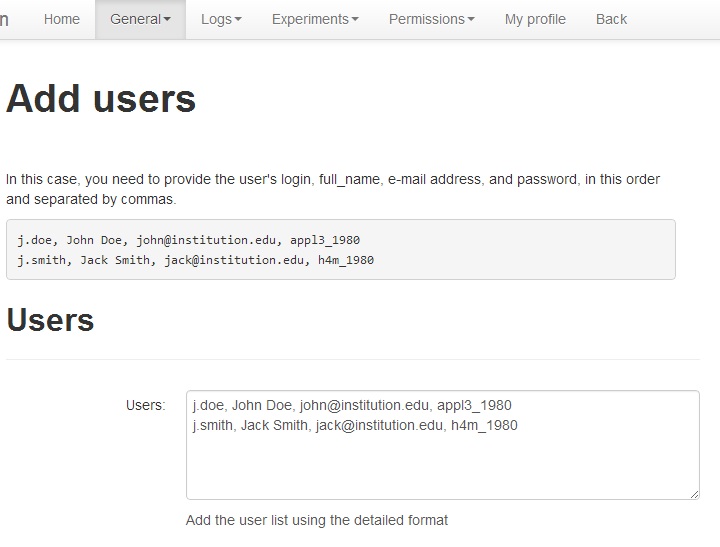 n Home General Logs Experiments Permissions My profile Back
Add users
In this case, you need to provide the user's login, full_name, e-mail address, and password, in this order
and separated by commas.
j.doe, John Doe, john@institution.edu, appl3_1980
j.smith, Jack Smith, jack@institution.edu, h4m_1980
Users
Users: j.doe, John Doe, john@institution.edu, appl3_1980
j.smith, Jack Smith, jack@institution.edu, h4m_1980
Add the user list using the detailed format